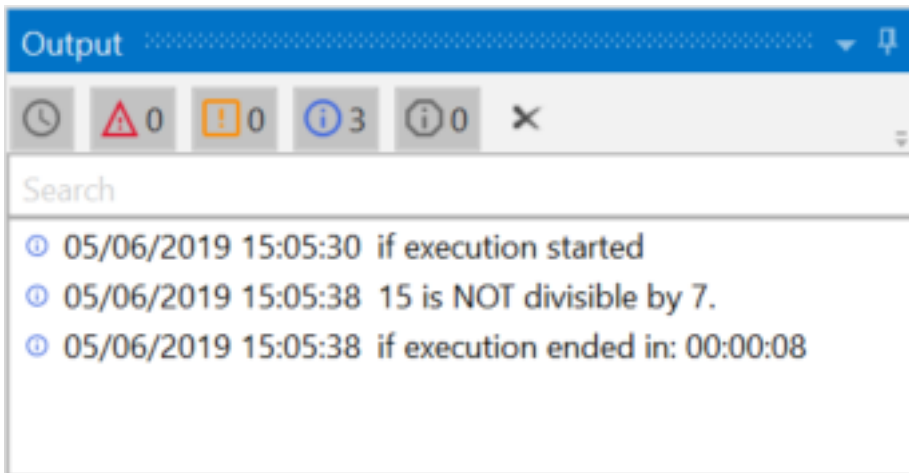 Output
0 0 3 0
Search
05/06/2019 15:05:30 if execution started
05/06/2019 15:05:38 15 is NOT divisible by 7.
05/06/2019 15:05:38 if execution ended in: 00:00:08